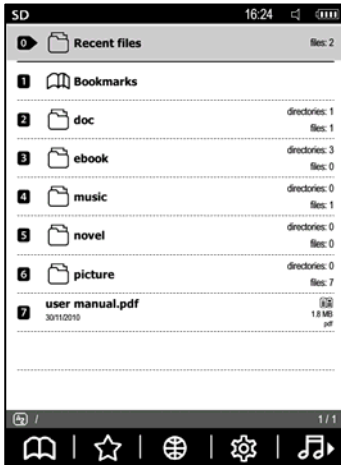 SD 16:24
0 Recent files files: 2
1 Bookmarks
2 doc directories: 1
files: 1
3 ebook directories: 3
files: 0
4 music directories: 0
files: 1
5 novel directories: 0
files: 0
6 picture directories: 0
files: 7
7 user manual.pdf
30/11/2010 1.8 MB
pdf
/ 1/1